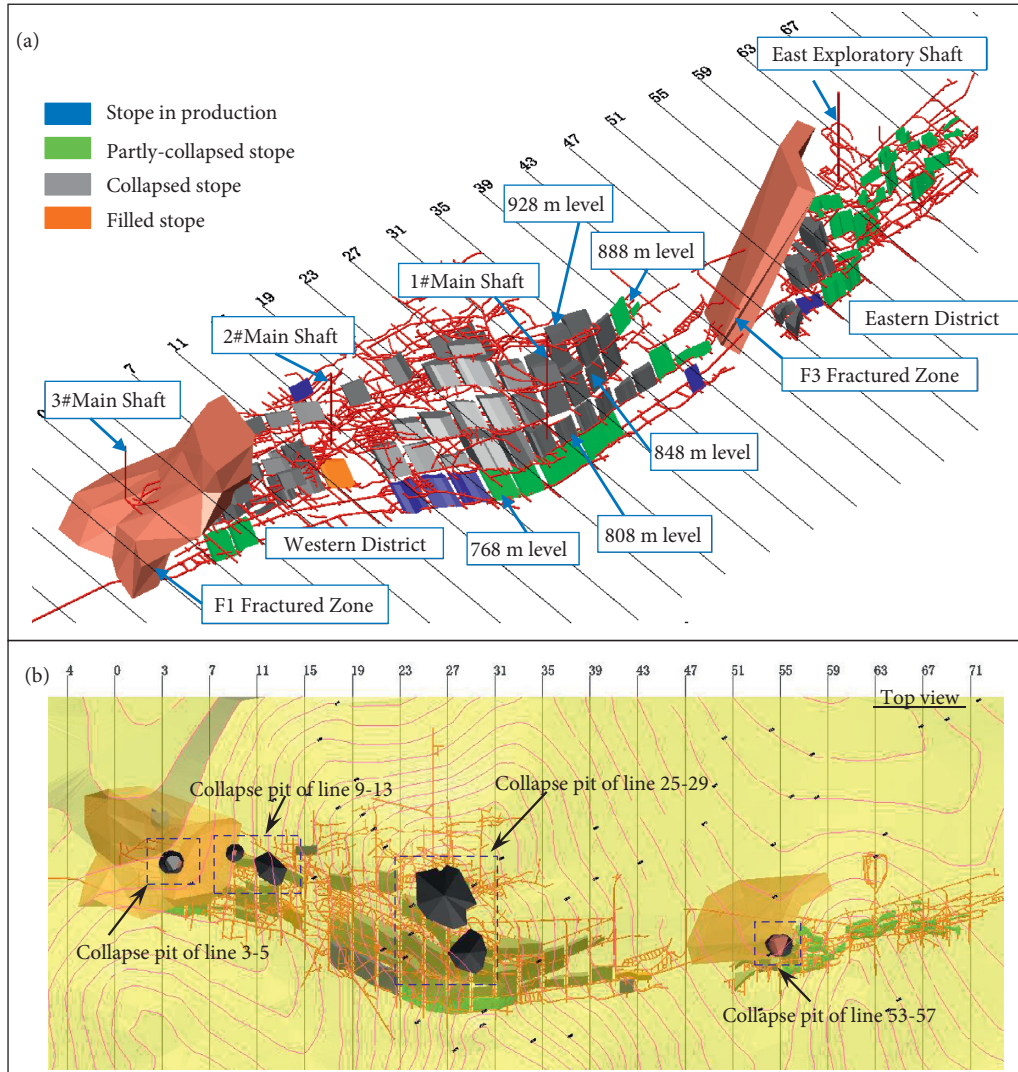 (a)
Stope in production
Partly-collapsed stope
Collapsed stope
Filled stope
67
63
59
55
51
47
43
39
35
31
27
23
19
11
7
East Exploratory Shaft
928 m level
888 m level
1#Main Shaft
2#Main Shaft
3#Main Shaft
Eastern District
F3 Fractured Zone
848 m level
808 m level
768 m level
Western District
F1 Fractured Zone
(b)
4 0 3 7 11 15 19 23 27 31 35 39 43 47 51 55 59 63 67 71
Top view
Collapse pit of line 9-13
Collapse pit of line 25-29
Collapse pit of line 3-5
Collapse pit of line 53-57